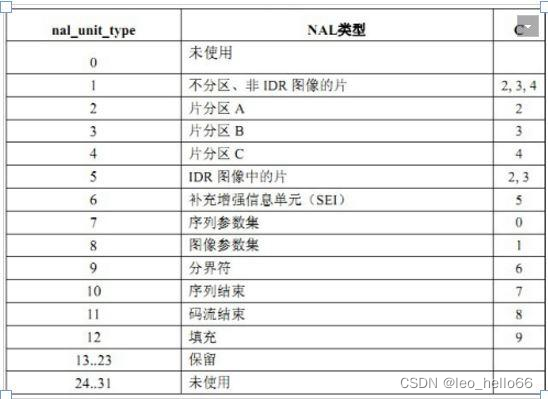 nal_unit_type NAL类型 C
0 未使用
1 不分区、非 IDR 图像的片 2, 3, 4
2 片分区 A 2
3 片分区 B 3
4 片分区 C 4
5 IDR 图像中的片 2, 3
6 补充增强信息单元（SEI） 5
7 序列参数集 0
8 图像参数集 1
9 分界符 6
10 序列结束 7
11 码流结束 8
12 填充 9
13..23 保留
24..31 未使用
CSDN @leo_hello66